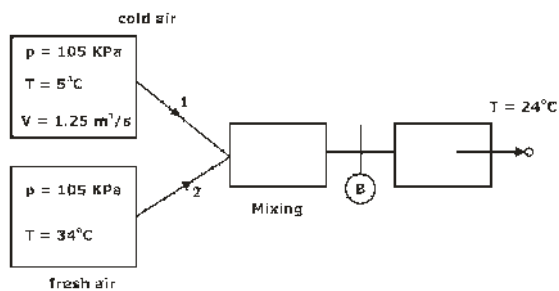 cold air
p = 105 KPa
T = 5°C
V = 1.25 m³/s
1
T = 24°C
B
2
Mixing
p = 105 KPa
T = 34°C
fresh air